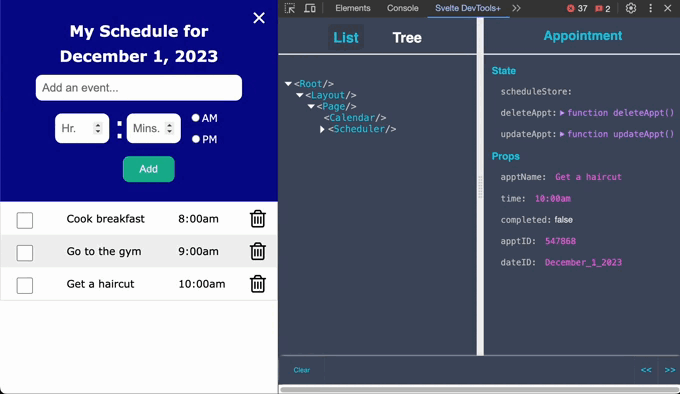 My Schedule for
December 1, 2023
Add an event...
Hr.
:
Mins.
AM
PM
Add
Cook breakfast 8:00am
Go to the gym 9:00am
Get a haircut 10:00am
Elements Console Svelte DevTools+ 37 2
List Tree
<Root/>
<Layout/>
<Page/>
<Calendar/>
<Scheduler/>
Clear
Appointment
State
scheduleStore:
deleteAppt: function deleteAppt()
updateAppt: function updateAppt()
Props
apptName: Get a haircut
time: 10:00am
completed: false
apptID: 547868
dateID: December_1_2023
<< >>